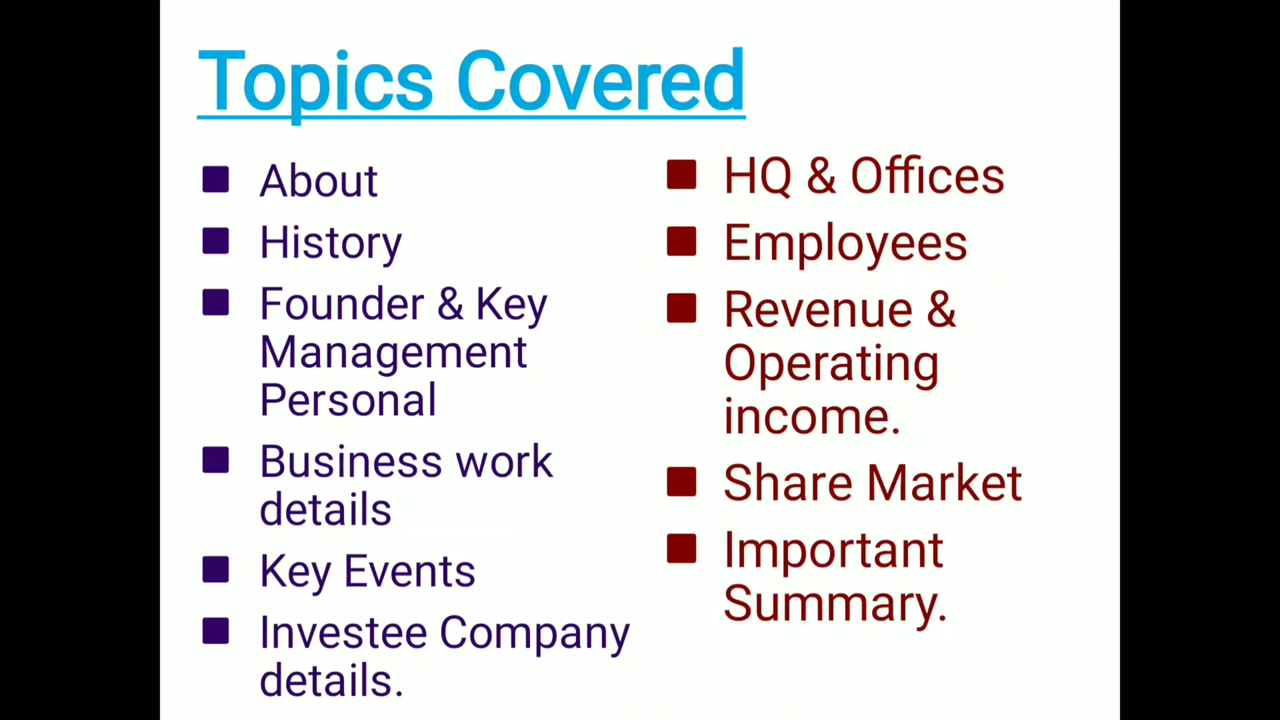 Topics Covered
About
History
Founder & Key
Management
Personal
Business work
details
Key Events
Investee Company
details.
HQ & Offices
Employees
Revenue &
Operating
income.
Share Market
Important
Summary.